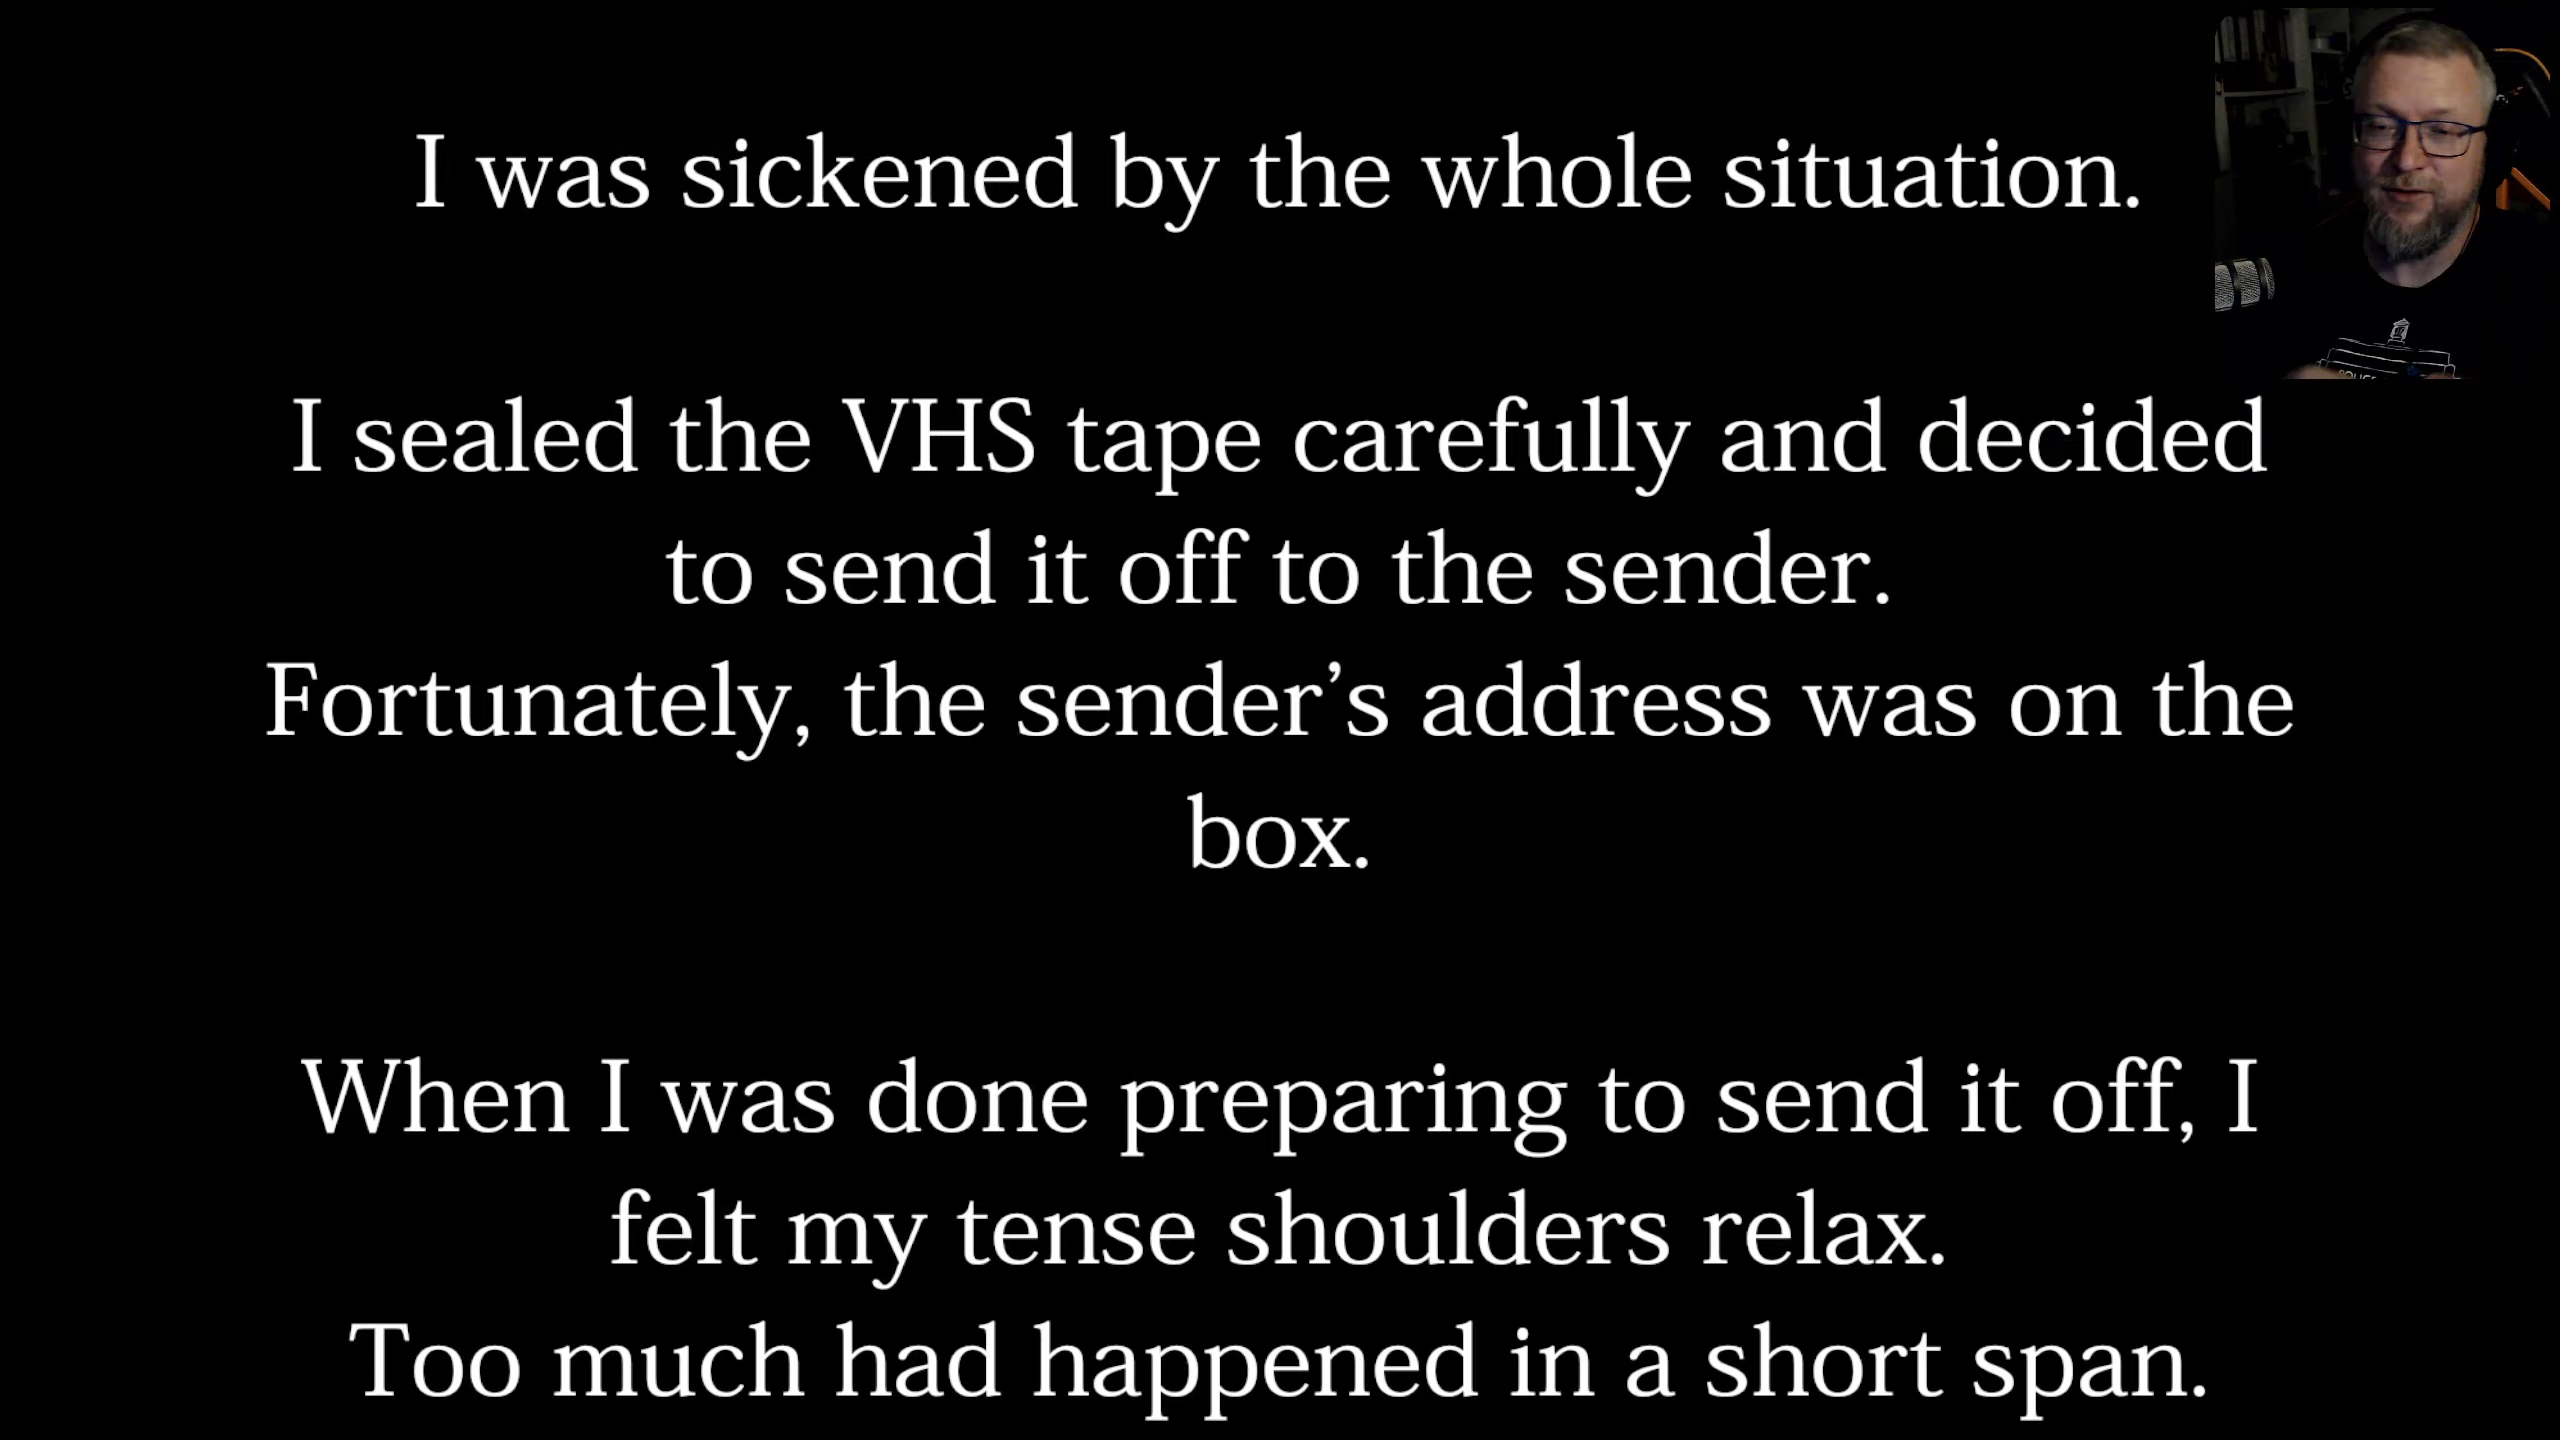 I was sickened by the whole situation.
I sealed the VHS tape carefully and decided
to send it off to the sender.
Fortunately, the sender’s address was on the
box.
When I was done preparing to send it off, I
felt my tense shoulders relax.
Too much had happened in a short span.